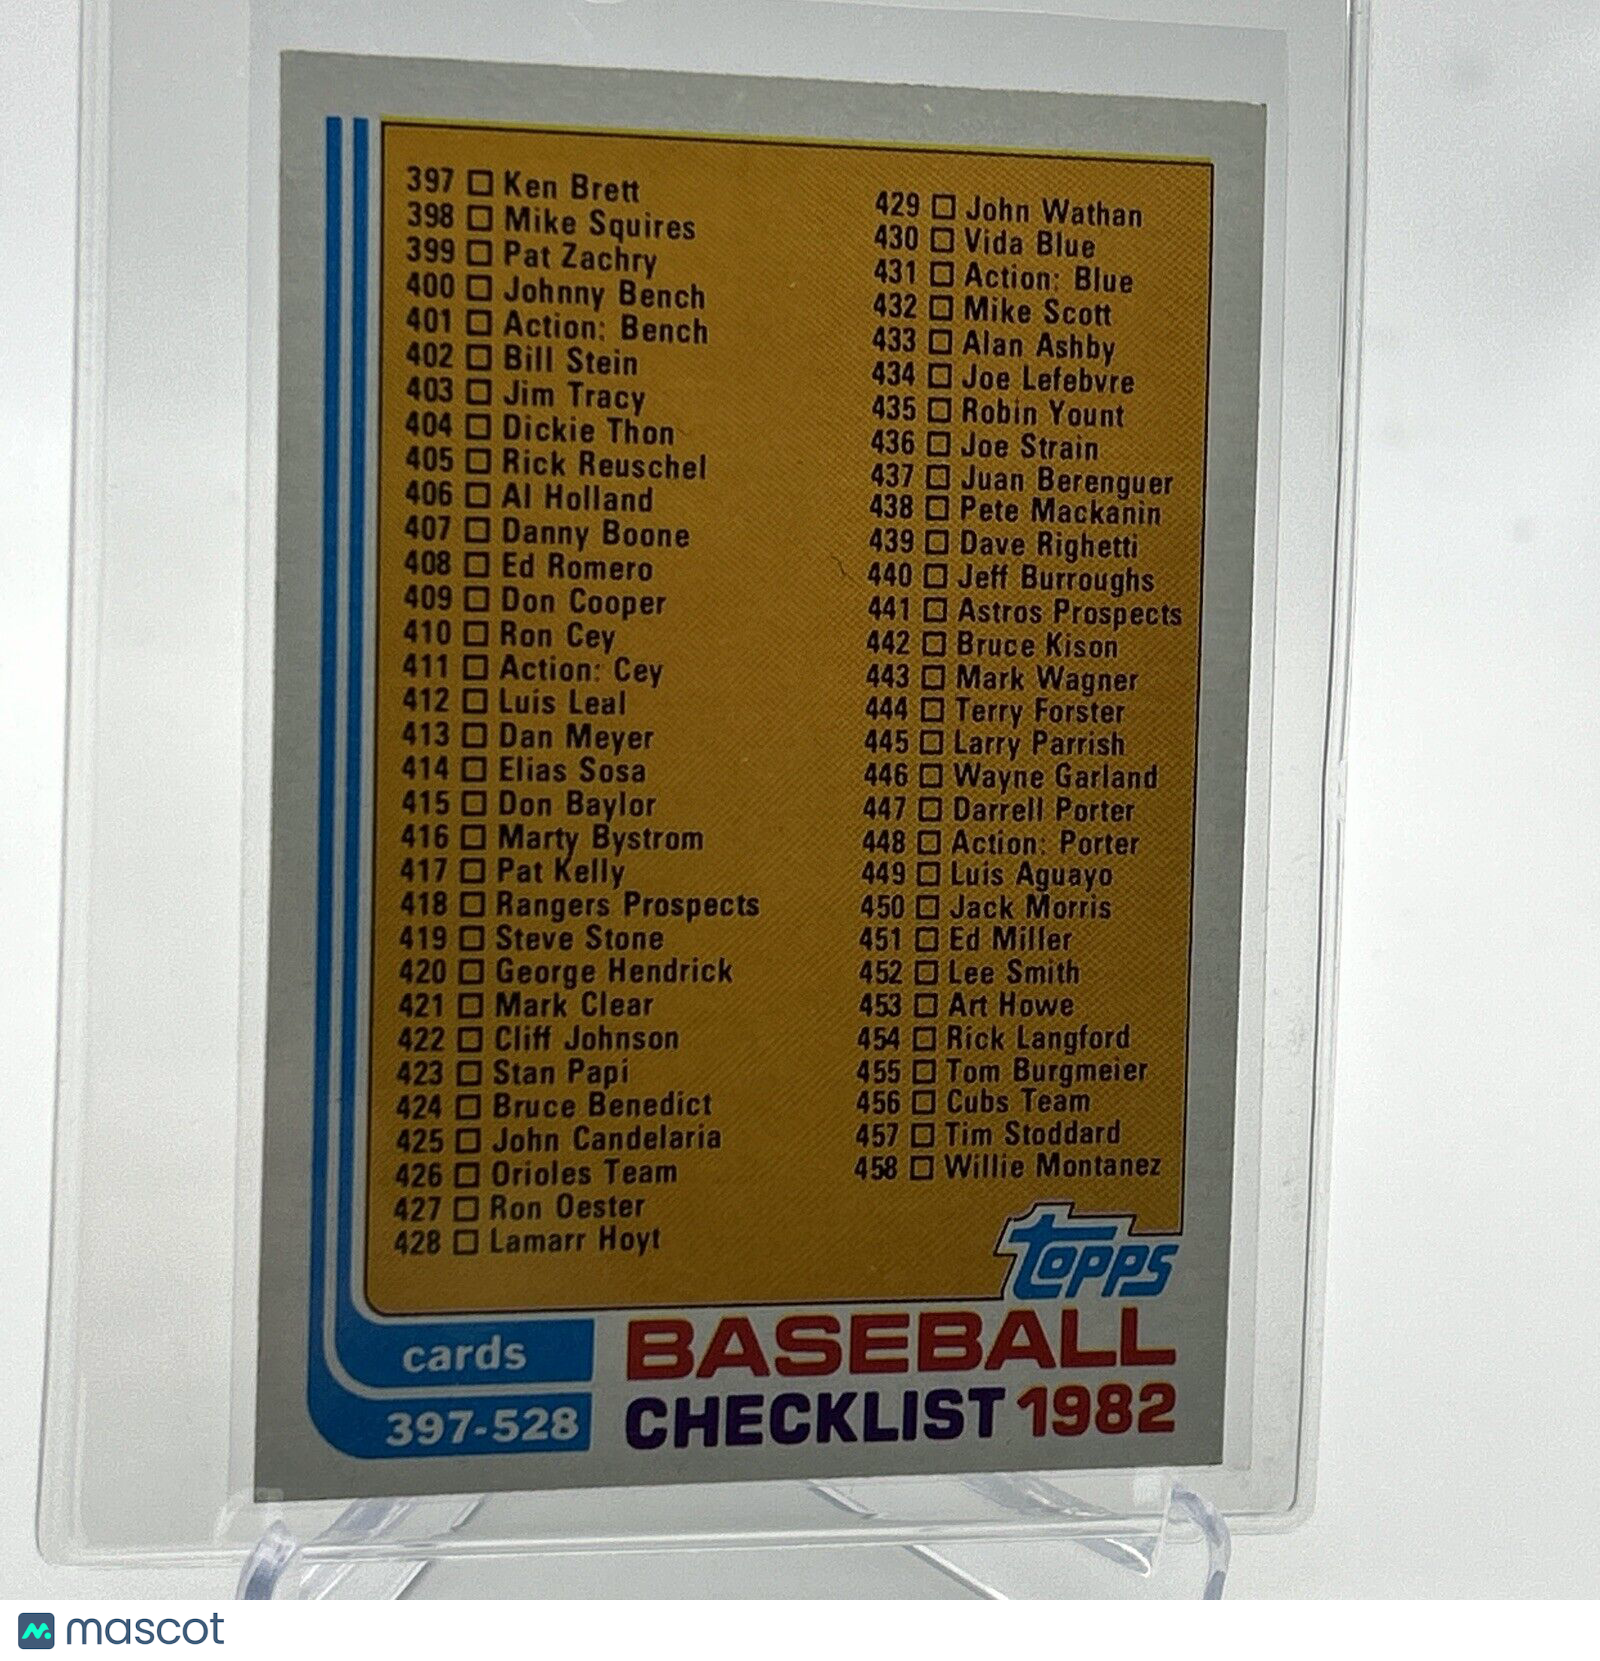 397 Ken Brett
398 Mike Squires
399 Pat Zachry
400 Johnny Bench
401 Action: Bench
402 Bill Stein
403 Jim Tracy
404 Dickie Thon
405 Rick Reuschel
406 Al Holland
407 Danny Boone
408 Ed Romero
409 Don Cooper
410 Ron Cey
411 Action: Cey
412 Luis Leal
413 Dan Meyer
414 Elias Sosa
415 Don Baylor
416 Marty Bystrom
417 Pat Kelly
418 Rangers Prospects
419 Steve Stone
420 George Hendrick
421 Mark Clear
422 Cliff Johnson
423 Stan Papi
424 Bruce Benedict
425 John Candelaria
426 Orioles Team
427 Ron Oester
428 Lamarr Hoyt
429 John Wathan
430 Vida Blue
431 Action: Blue
432 Mike Scott
433 Alan Ashby
434 Joe Lefebvre
435 Robin Yount
436 Joe Strain
437 Juan Berenguer
438 Pete Mackanin
439 Dave Righetti
440 Jeff Burroughs
441 Astros Prospects
442 Bruce Kison
443 Mark Wagner
444 Terry Forster
445 Larry Parrish
446 Wayne Garland
447 Darrell Porter
448 Action: Porter
449 Luis Aguayo
450 Jack Morris
451 Ed Miller
452 Lee Smith
453 Art Howe
454 Rick Langford
455 Tom Burgmeier
456 Cubs Team
457 Tim Stoddard
458 Willie Montanez
topps
cards
397-528
BASEBALL
CHECKLIST 1982
mascot